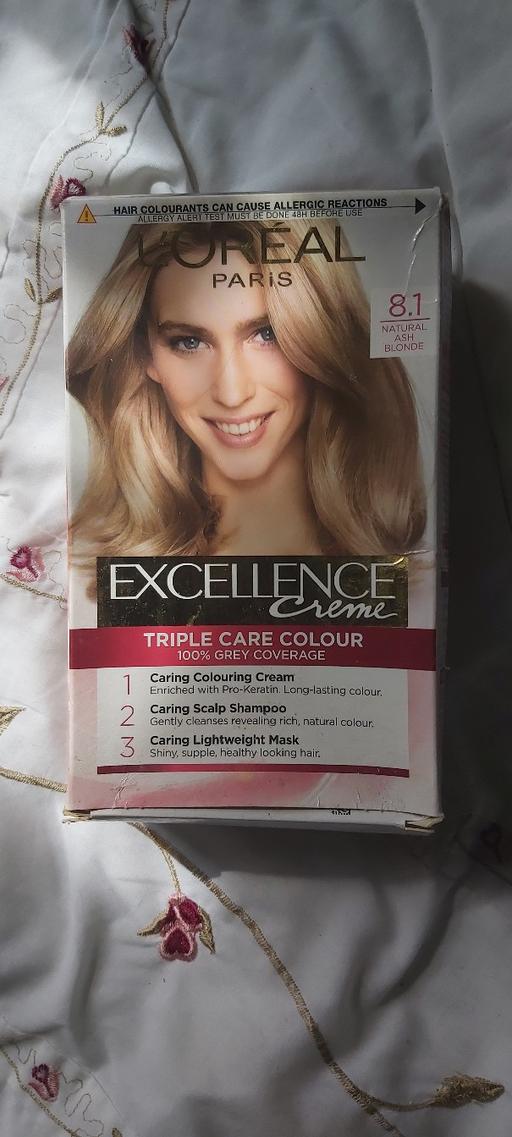 HAIR COLOURANTS CAN CAUSE ALLERGIC REACTIONS
ALLERGY ALERT TEST MUST BE DONE 48H BEFORE USE
L'ORÉAL
PARiS
8.1
NATURAL
ASH
BLONDE
EXCELLENCE
Creme
TRIPLE CARE COLOUR
100% GREY COVERAGE
1 Caring Colouring Cream
Enriched with Pro-Keratin. Long-lasting colour.
2 Caring Scalp Shampoo
Gently cleanses revealing rich, natural colour.
3 Caring Lightweight Mask
Shiny, supple, healthy looking hair.